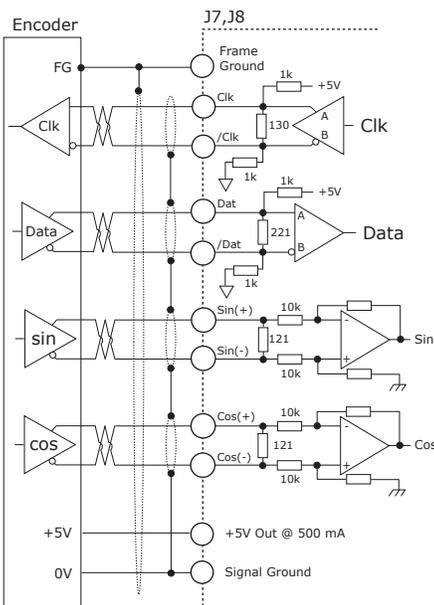 Encoder
J7,J8
FG
Frame
Ground
1k
+5V
Clk
Clk
130
A
B
Clk
/Clk
1k
1k
+5V
Dat
Data
221
A
B
Data
/Dat
1k
Sin(+)
10k
sin
121
-
+
Sin
Sin(-)
10k
Cos(+)
10k
cos
121
-
+
Cos
Cos(-)
10k
+5V
+5V Out @ 500 mA
0V
Signal Ground